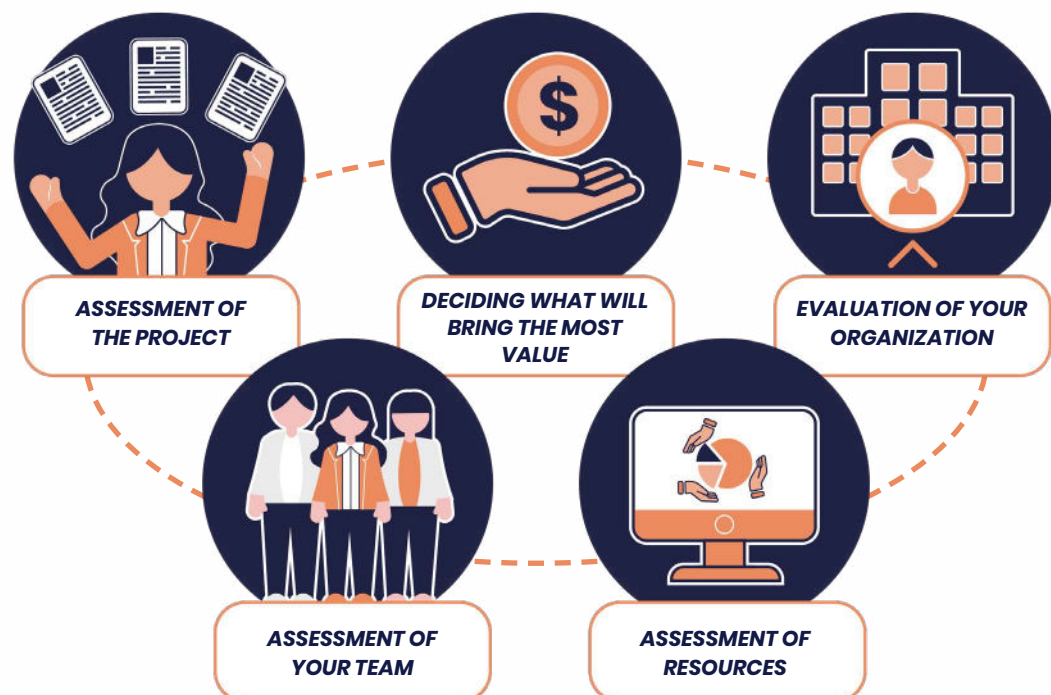 $
ASSESSMENT OF
THE PROJECT
DECIDING WHAT WILL
BRING THE MOST
VALUE
EVALUATION OF YOUR
ORGANIZATION
ASSESSMENT OF
YOUR TEAM
ASSESSMENT OF
RESOURCES